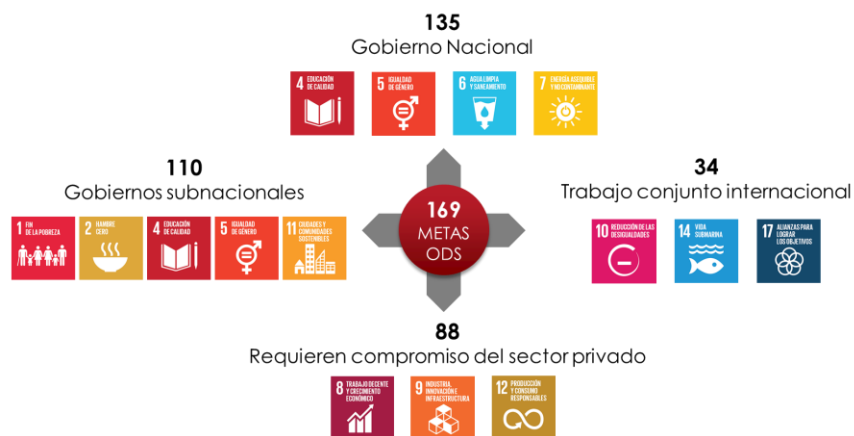 135
Gobierno Nacional
4 EDUCACIÓN
DE CALIDAD
5 IGUALDAD
DE GÉNERO
6 AGUA LIMPIA
Y SANEAMIENTO
7 ENERGÍA ASEQUIBLE
Y NO CONTAMINANTE
110
Gobiernos subnacionales
1 FIN
DE LA POBREZA
2 HAMBRE
CERO
4 EDUCACIÓN
DE CALIDAD
5 IGUALDAD
DE GÉNERO
11 CIUDADES Y
COMUNIDADES
SOSTENIBLES
169
METAS
ODS
34
Trabajo conjunto internacional
10 REDUCCIÓN DE LAS
DESIGUALDADES
14 VIDA
SUBMARINA
17 ALIANZAS PARA
LOGRAR
LOS OBJETIVOS
88
Requieren compromiso del sector privado
8 TRABAJO DECENTE
Y CRECIMIENTO
ECONÓMICO
9 INDUSTRIA,
INNOVACIÓN E
INFRAESTRUCTURA
12 PRODUCCIÓN
Y CONSUMO
RESPONSABLES